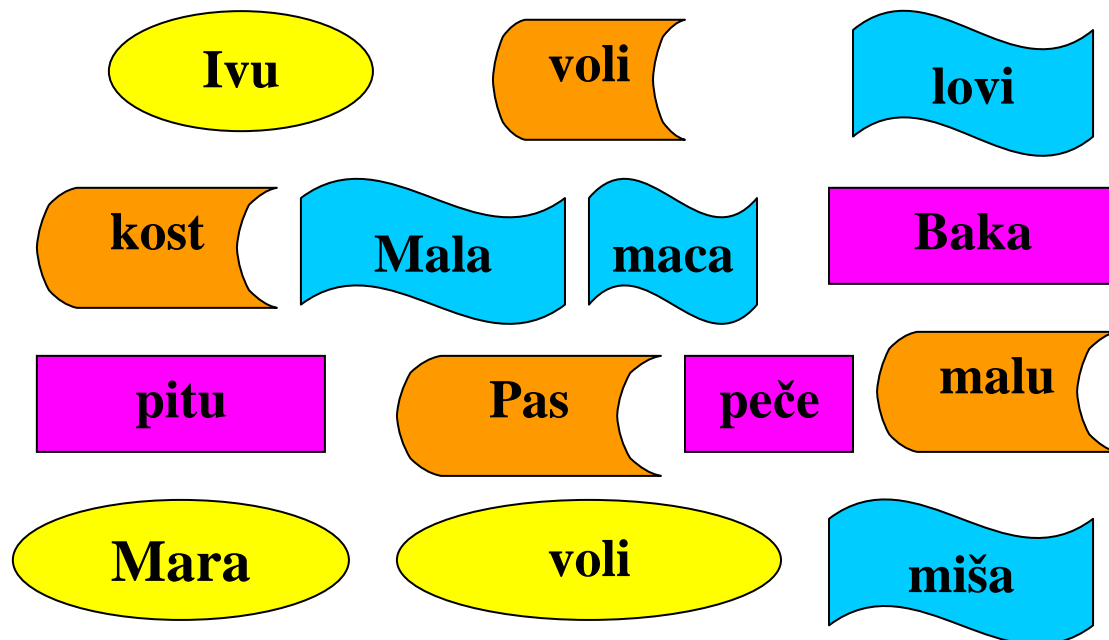 Ivu
voli
lovi
kost
Mala
maca
Baka
pitu
Pas
peče
malu
Mara
voli
miša